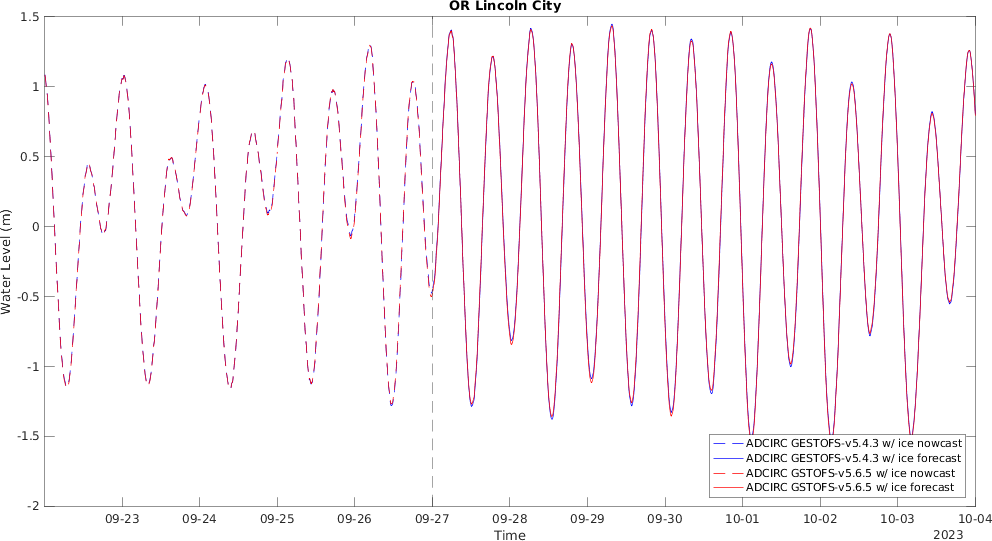 OR Lincoln City
1.5
1
0.5
0
-0.5
-1
-1.5
-2
Water Level (m)
ADCIRC GESTOFS-v5.4.3 w/ ice nowcast
ADCIRC GESTOFS-v5.4.3 w/ ice forecast
ADCIRC GSTOFS-v5.6.5 w/ ice nowcast
ADCIRC GSTOFS-v5.6.5 w/ ice forecast
09-23 09-24 09-25 09-26 09-27 09-28 09-29 09-30 10-01 10-02 10-03 10-04
Time
2023